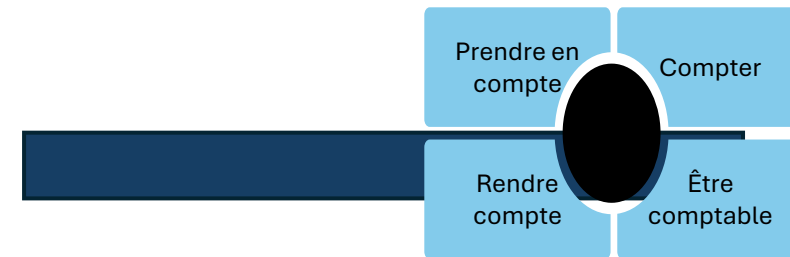 Prendre en
compte
Compter
Rendre
compte
Être
comptable